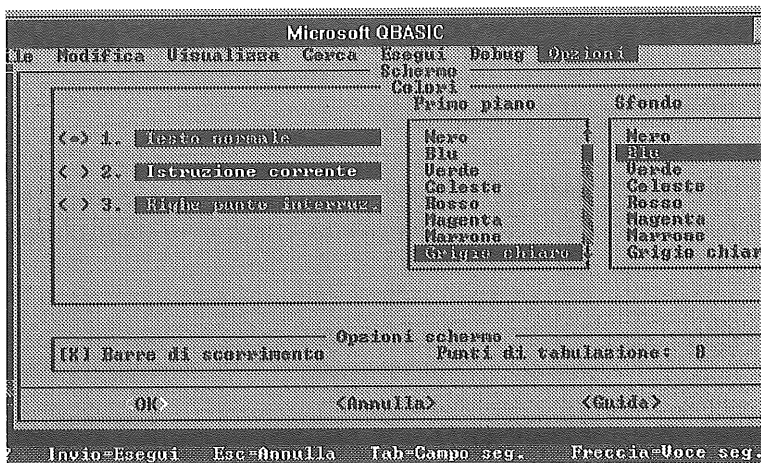 Microsoft QBASIC
ile Modifica Visualizza Cerca Esegui Debug Opzioni
Schermo
Colori
Primo piano Sfondo
(•) 1. Testo normale
( ) 2. Istruzione corrente
( ) 3. Righe punto interruz.
Nero
Blu
Verde
Celeste
Rosso
Magenta
Marrone
Grigio chiaro
Nero
Blu
Verde
Celeste
Rosso
Magenta
Marrone
Grigio chiar
Opzioni schermo
[X] Barre di scorrimento Punti di tabulazione: 8
OK> <Annulla> <Guida>
Invio=Esegui Esc=Annulla Tab=Campo seg. Freccia=Voce seg.